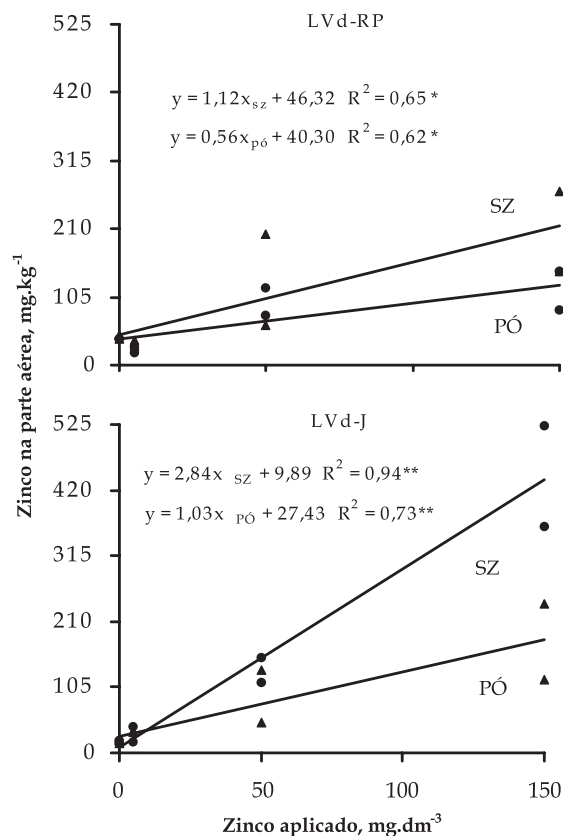 LVd-RP
525
y = 1,12x_sz + 46,32 R² = 0,65 *
y = 0,56x_pó + 40,30 R² = 0,62 *
420
315
210
105
0
SZ
PÓ
Zinco na parte aérea, mg.kg⁻¹
LVd-J
525
y = 2,84x _SZ + 9,89 R² = 0,94**
y = 1,03x _PÓ + 27,43 R² = 0,73**
420
315
210
105
0
SZ
PÓ
0 50 100 150
Zinco aplicado, mg.dm⁻³